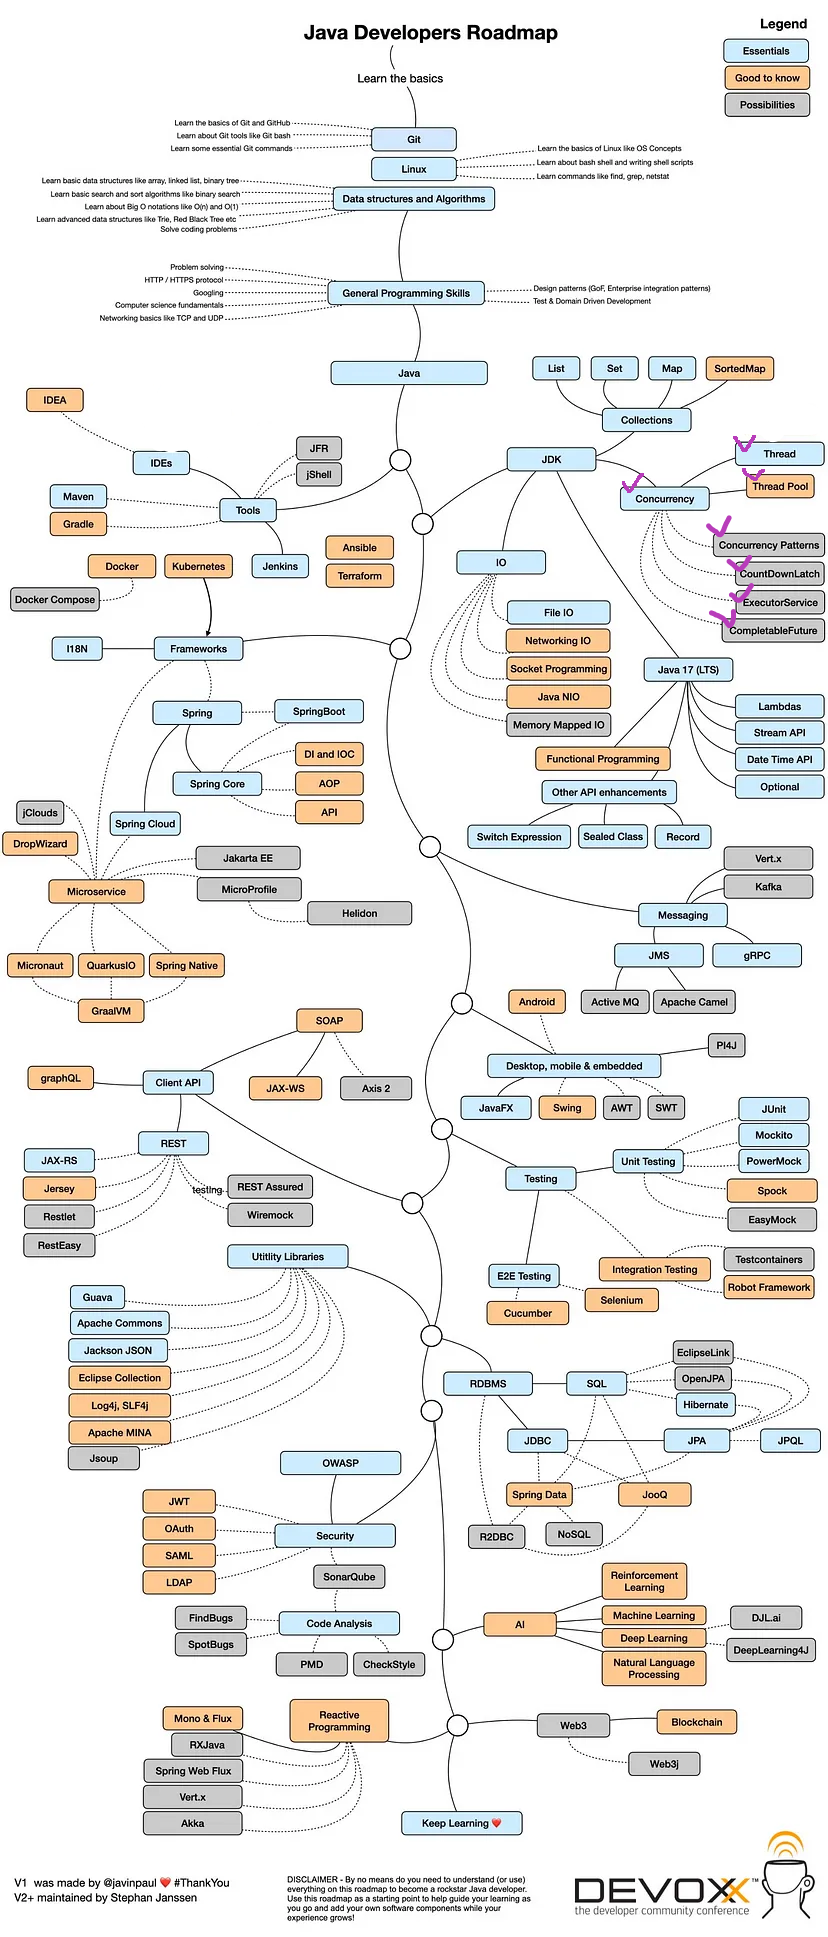 Java Developers Roadmap
Legend
Essentials
Good to know
Possibilities
Learn the basics
Learn the basics of Git and GitHub
Learn about Git tools like Git bash
Learn some essential Git commands
Git
Linux
Learn the basics of Linux like OS Concepts
Learn about bash shell and writing shell scripts
Learn commands like find, grep, netstat
Learn basic data structures like array, linked list, binary tree
Learn basic search and sort algorithms like binary search
Learn about Big O notations like O(n) and O(1)
Learn advanced data structures like Trie, Red Black Tree etc
Solve coding problems
Data structures and Algorithms
Problem solving
HTTP / HTTPS protocol
Googling
Computer science fundamentals
Networking basics like TCP and UDP
General Programming Skills
Design patterns (GoF, Enterprise integration patterns)
Test & Domain Driven Development
Java
List
Set
Map
SortedMap
Collections
IDEA
IDEs
JFR
jShell
Maven
Gradle
Tools
Jenkins
JDK
Thread
Concurrency
Thread Pool
Concurrency Patterns
CountDownLatch
ExecutorService
CompletableFuture
Ansible
Terraform
Docker
Kubernetes
Docker Compose
IO
File IO
Networking IO
Socket Programming
Java NIO
Memory Mapped IO
I18N
Frameworks
Java 17 (LTS)
Lambdas
Stream API
Date Time API
Optional
Functional Programming
Other API enhancements
Switch Expression
Sealed Class
Record
Spring
SpringBoot
DI and IOC
Spring Core
AOP
API
Spring Cloud
jClouds
DropWizard
Jakarta EE
MicroProfile
Microservice
Helidon
Micronaut
QuarkusIO
Spring Native
GraalVM
Vert.x
Kafka
Messaging
JMS
gRPC
Active MQ
Apache Camel
Android
PI4J
Desktop, mobile & embedded
JavaFX
Swing
AWT
SWT
SOAP
graphQL
Client API
JAX-WS
Axis 2
REST
JAX-RS
Jersey
Restlet
RestEasy
testing
REST Assured
Wiremock
JUnit
Mockito
PowerMock
Spock
EasyMock
Unit Testing
Testing
E2E Testing
Cucumber
Selenium
Integration Testing
Testcontainers
Robot Framework
Utitlity Libraries
Guava
Apache Commons
Jackson JSON
Eclipse Collection
Log4j, SLF4j
Apache MINA
Jsoup
RDBMS
SQL
EclipseLink
OpenJPA
Hibernate
JDBC
JPA
JPQL
Spring Data
JooQ
R2DBC
NoSQL
OWASP
JWT
OAuth
SAML
LDAP
Security
SonarQube
FindBugs
SpotBugs
Code Analysis
PMD
CheckStyle
Reinforcement
Learning
Machine Learning
AI
Deep Learning
Natural Language
Processing
DJL.ai
DeepLearning4J
Mono & Flux
RXJava
Spring Web Flux
Vert.x
Akka
Reactive
Programming
Web3
Blockchain
Web3j
Keep Learning ❤️
V1 was made by @javinpaul ❤️ #ThankYou
V2+ maintained by Stephan Janssen
DISCLAIMER - By no means do you need to understand (or use)
everything on this roadmap to become a rockstar Java developer.
Use this roadmap as a starting point to help guide your learning as
you go and add your own software components while your
experience grows!
DEVOXX™
the developer community conference